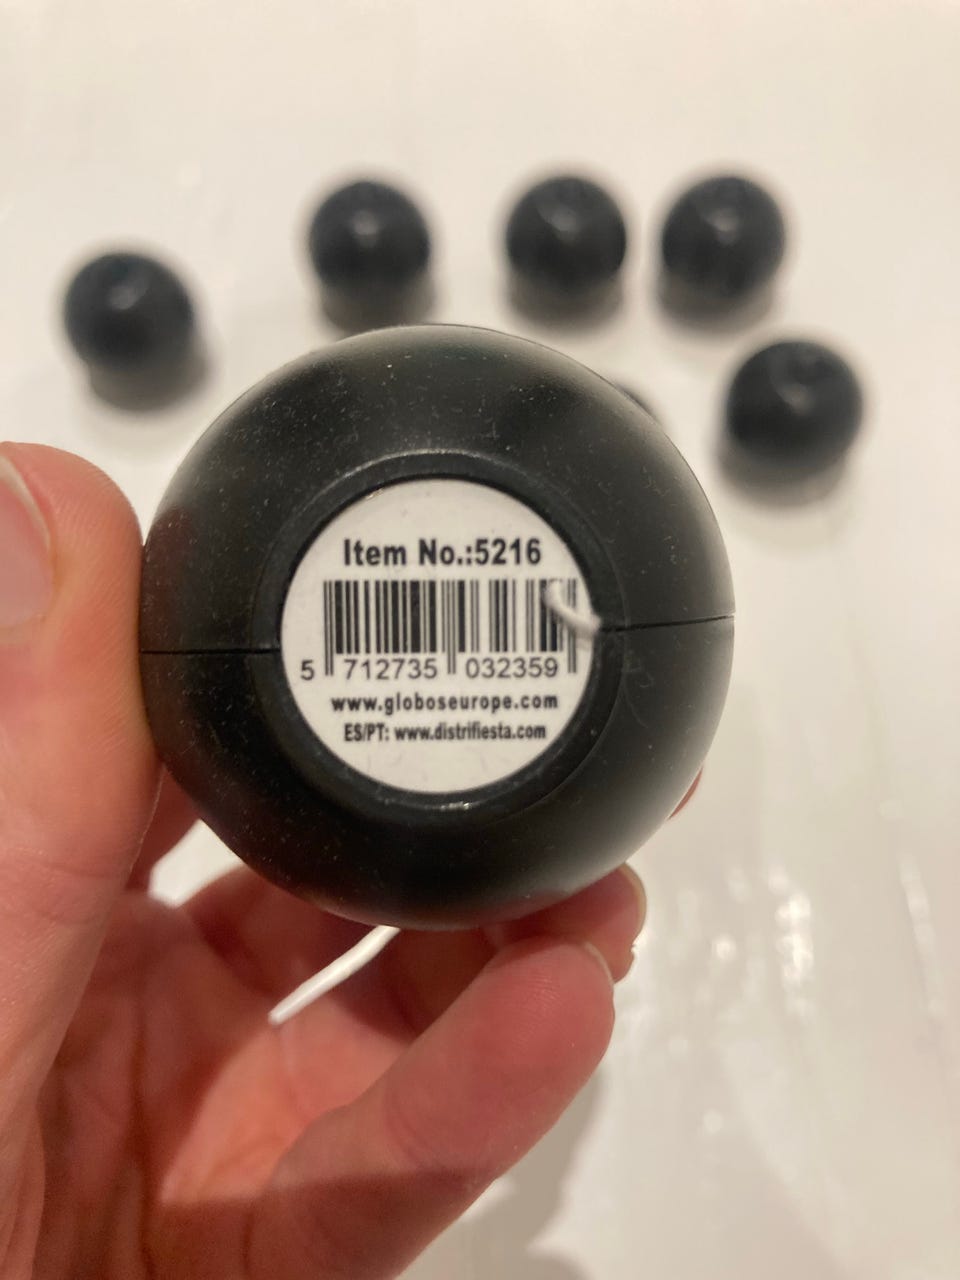 Item No.:5216
5 712735 032359
www.globoseurope.com
ES/PT: www.distrifiesta.com